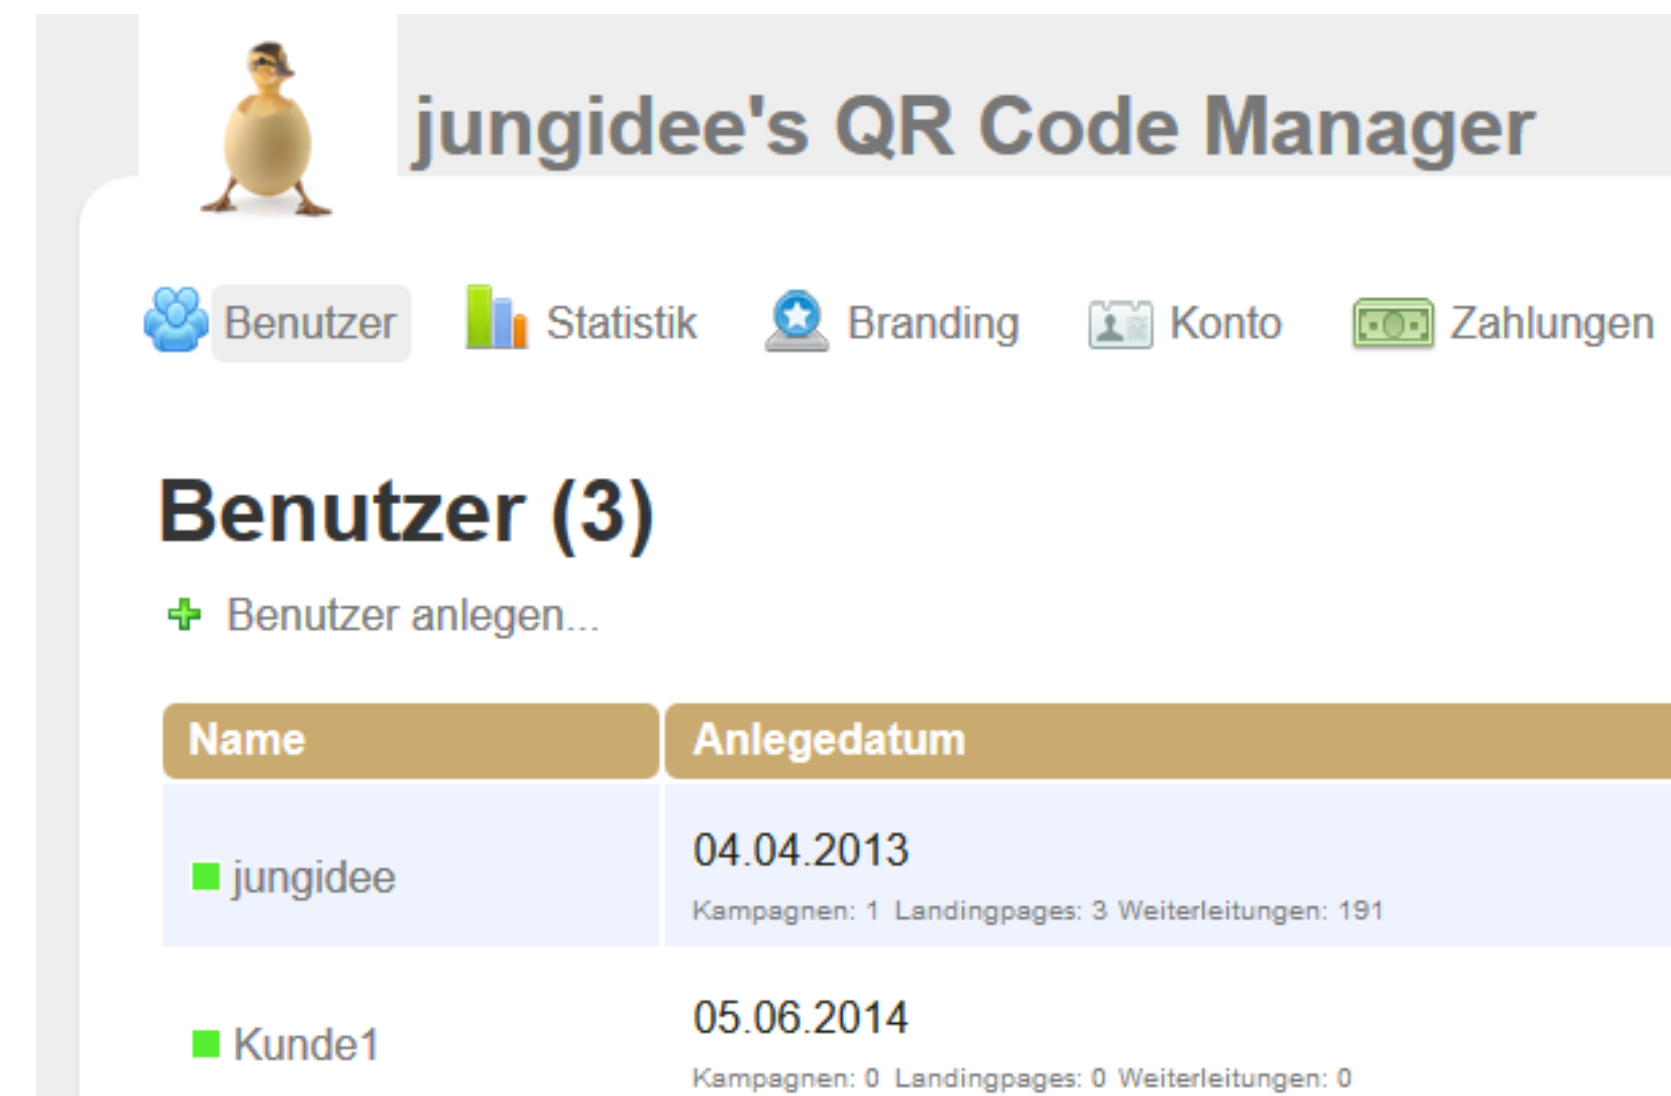 jungidee's QR Code Manager
Benutzer Statistik Branding Konto Zahlungen
Benutzer (3)
Benutzer anlegen...
Name Anlegedatum
jungidee 04.04.2013
Kampagnen: 1 Landingpages: 3 Weiterleitungen: 191
Kunde1 05.06.2014
Kampagnen: 0 Landingpages: 0 Weiterleitungen: 0